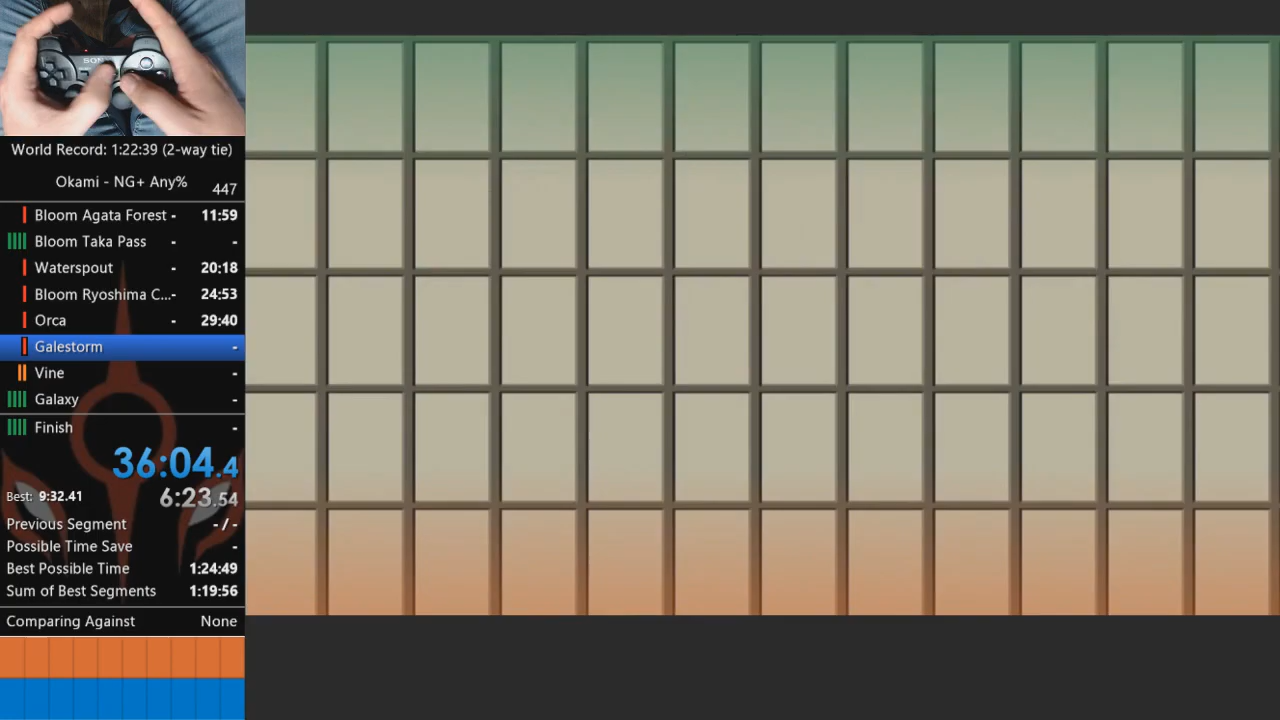 SONY
World Record: 1:22:39 (2-way tie)
Okami - NG+ Any% 447
Bloom Agata Forest - 11:59
Bloom Taka Pass - -
Waterspout - 20:18
Bloom Ryoshima C...- 24:53
Orca - 29:40
Galestorm -
Vine -
Galaxy -
Finish -
36:04.4
Best: 9:32.41 6:23.54
Previous Segment - / -
Possible Time Save -
Best Possible Time 1:24:49
Sum of Best Segments 1:19:56
Comparing Against None